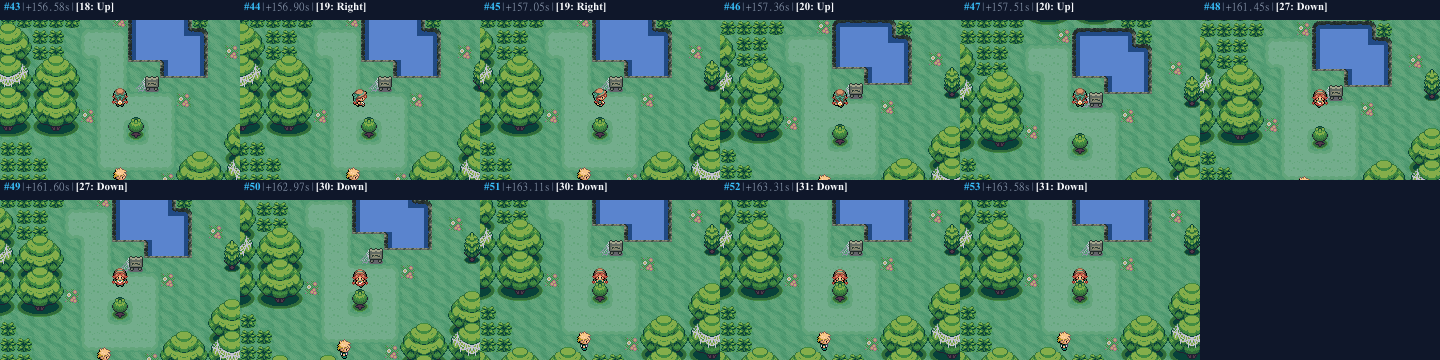 #43|+156.58s|[18: Up]
#44|+156.90s|[19: Right]
#45|+157.05s|[19: Right]
#46|+157.36s|[20: Up]
#47|+157.51s|[20: Up]
#48|+161.45s|[27: Down]
#49|+161.60s|[27: Down]
#50|+162.97s|[30: Down]
#51|+163.11s|[30: Down]
#52|+163.31s|[31: Down]
#53|+163.58s|[31: Down]